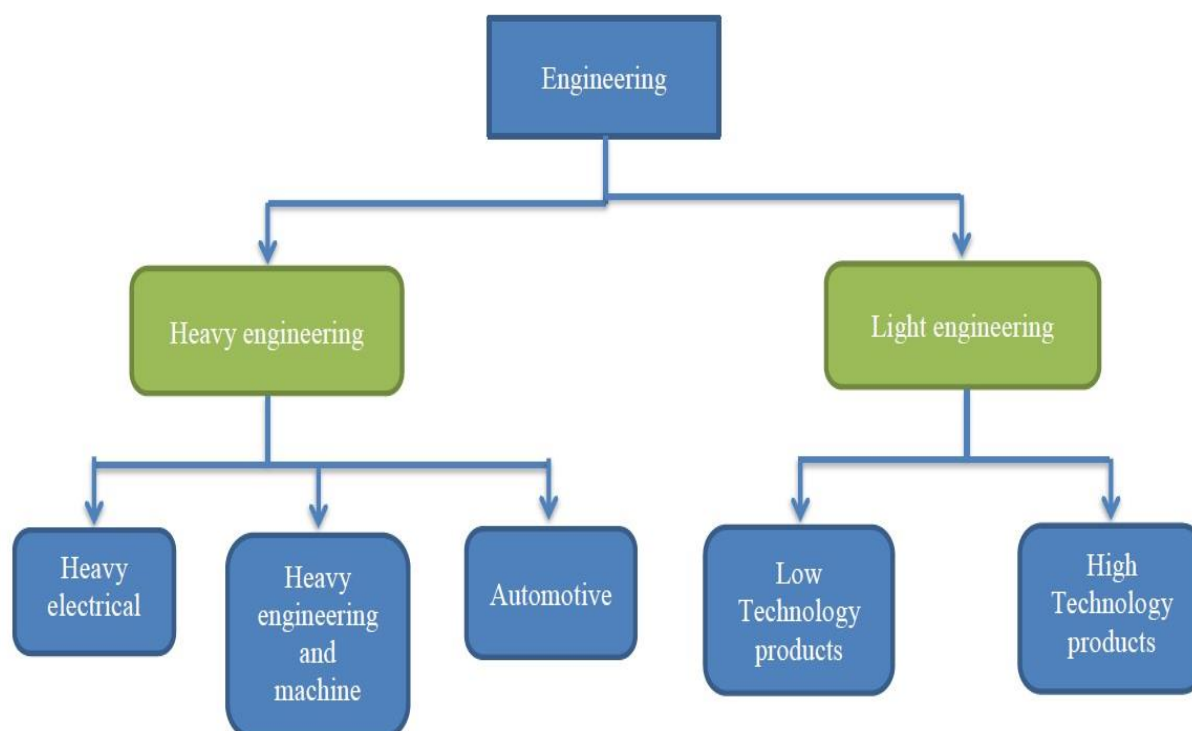 Engineering
Heavy engineering
Light engineering
Heavy
electrical
Heavy
engineering
and
machine
Automotive
Low
Technology
products
High
Technology
products